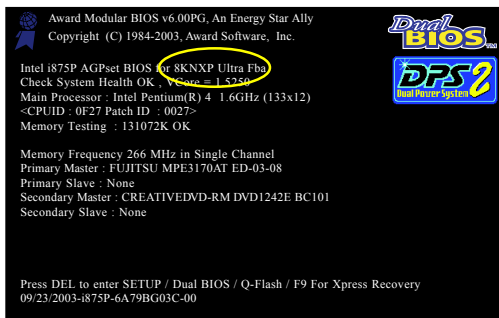 Award Modular BIOS v6.00PG, An Energy Star Ally
Copyright (C) 1984-2003, Award Software, Inc.
Dual
BIOS TM
DPS 2
Dual Power System
Intel i875P AGPset BIOS for 8KNXP Ultra Fba
Check System Health OK , VCore = 1.5250
Main Processor : Intel Pentium(R) 4 1.6GHz (133x12)
<CPUID : 0F27 Patch ID : 0027>
Memory Testing : 131072K OK
Memory Frequency 266 MHz in Single Channel
Primary Master : FUJITSU MPE3170AT ED-03-08
Primary Slave : None
Secondary Master : CREATIVEDVD-RM DVD1242E BC101
Secondary Slave : None
Press DEL to enter SETUP / Dual BIOS / Q-Flash / F9 For Xpress Recovery
09/23/2003-i875P-6A79BG03C-00